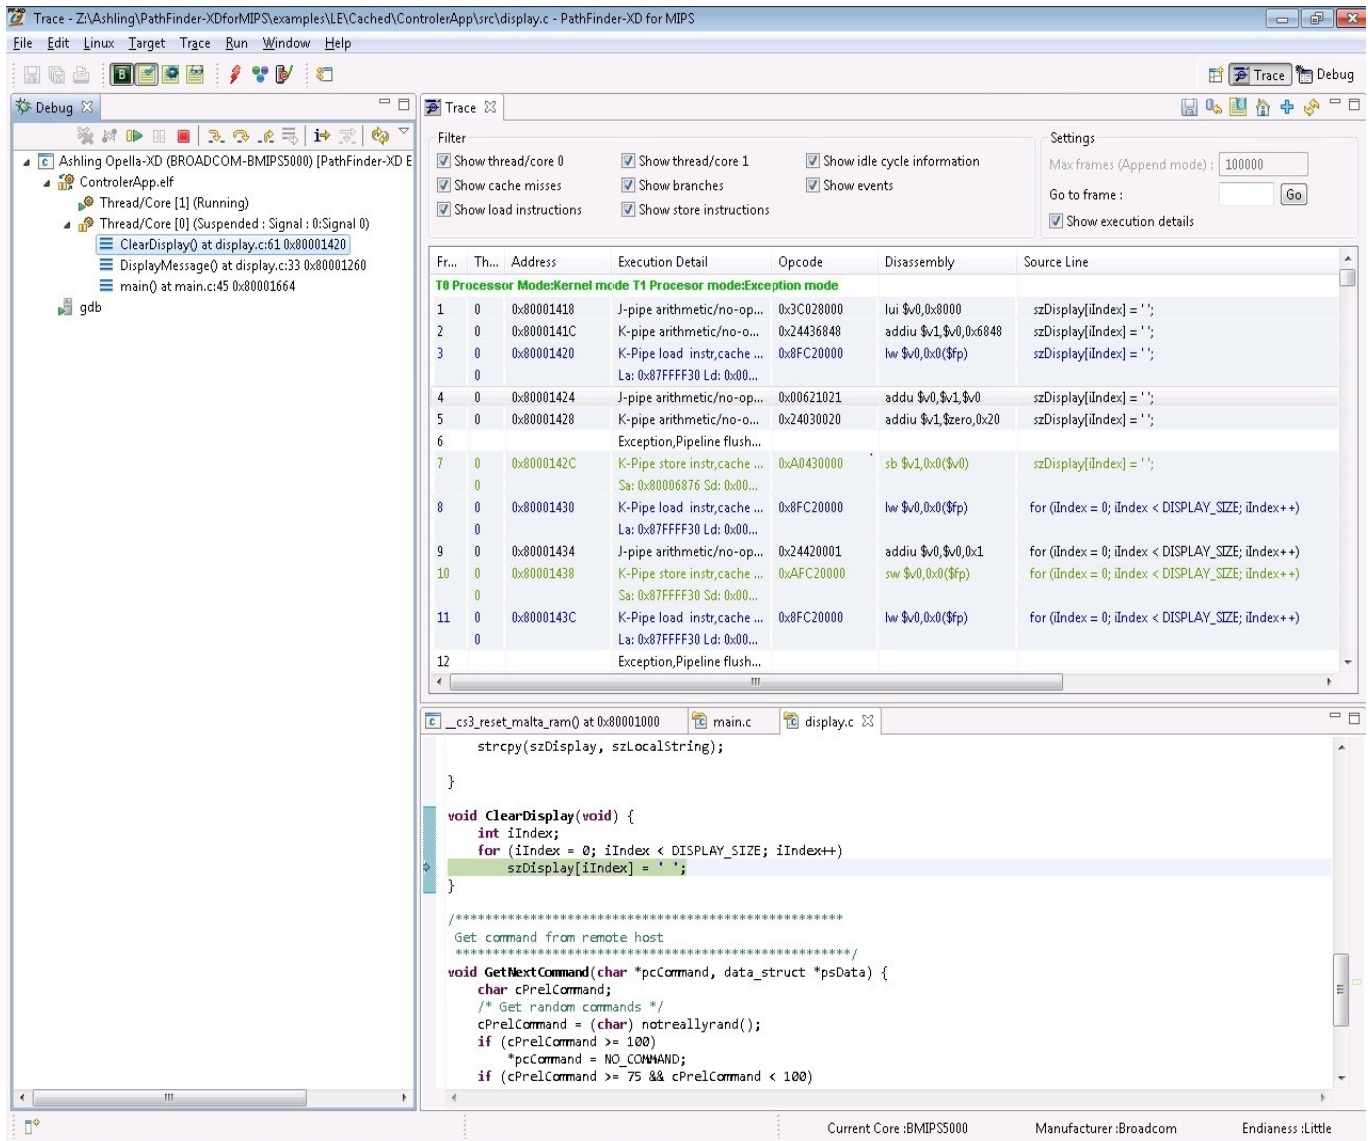 Trace - Z:\Ashling\PathFinder-XDforMIPS\examples\LE\Cached\ControlerApp\src\display.c - PathFinder-XD for MIPS
File Edit Linux Target Trace Run Window Help
Trace Debug
Debug
Ashling Opella-XD (BROADCOM-BMIPS5000) [PathFinder-XD E
ControlerApp.elf
Thread/Core [1] (Running)
Thread/Core [0] (Suspended : Signal : 0:Signal 0)
ClearDisplay() at display.c:61 0x80001420
DisplayMessage() at display.c:33 0x80001260
main() at main.c:45 0x80001664
gdb
Trace
Filter
Show thread/core 0 Show thread/core 1 Show idle cycle information
Show cache misses Show branches Show events
Show load instructions Show store instructions
Settings
Max frames (Append mode) : 100000
Go to frame : Go
Show execution details
Fr... Th... Address Execution Detail Opcode Disassembly Source Line
T0 Processor Mode:Kernel mode T1 Procesor mode:Exception mode
1 0 0x80001418 J-pipe arithmetic/no-op... 0x3C028000 lui $v0,0x8000 szDisplay[iIndex] = ' ';
2 0 0x8000141C K-pipe arithmetic/no-o... 0x24436848 addiu $v1,$v0,0x6848 szDisplay[iIndex] = ' ';
3 0 0x80001420 K-Pipe load instr,cache ... 0x8FC20000 lw $v0,0x0($fp) szDisplay[iIndex] = ' ';
0 La: 0x87FFFF30 Ld: 0x00...
4 0 0x80001424 J-pipe arithmetic/no-op... 0x00621021 addu $v0,$v1,$v0 szDisplay[iIndex] = ' ';
5 0 0x80001428 K-pipe arithmetic/no-o... 0x24030020 addiu $v1,$zero,0x20 szDisplay[iIndex] = ' ';
6 Exception,Pipeline flush...
7 0 0x8000142C K-Pipe store instr,cache ... 0xA0430000 sb $v1,0x0($v0) szDisplay[iIndex] = ' ';
0 Sa: 0x80006876 Sd: 0x00...
8 0 0x80001430 K-Pipe load instr,cache ... 0x8FC20000 lw $v0,0x0($fp) for (iIndex = 0; iIndex < DISPLAY_SIZE; iIndex++)
0 La: 0x87FFFF30 Ld: 0x00...
9 0 0x80001434 J-pipe arithmetic/no-op... 0x24420001 addiu $v0,$v0,0x1 for (iIndex = 0; iIndex < DISPLAY_SIZE; iIndex++)
10 0 0x80001438 K-Pipe store instr,cache ... 0xAFC20000 sw $v0,0x0($fp) for (iIndex = 0; iIndex < DISPLAY_SIZE; iIndex++)
0 Sa: 0x87FFFF30 Sd: 0x00...
11 0 0x8000143C K-Pipe load instr,cache ... 0x8FC20000 lw $v0,0x0($fp) for (iIndex = 0; iIndex < DISPLAY_SIZE; iIndex++)
0 La: 0x87FFFF30 Ld: 0x00...
12 Exception,Pipeline flush...
__cs3_reset_malta_ram() at 0x80001000 main.c display.c
strcpy(szDisplay, szLocalString);
}
void ClearDisplay(void) {
int iIndex;
for (iIndex = 0; iIndex < DISPLAY_SIZE; iIndex++)
szDisplay[iIndex] = ' ';
}
/****************************************************
Get command from remote host
*****************************************************/
void GetNextCommand(char *pcCommand, data_struct *psData) {
char cPrelCommand;
/* Get random commands */
cPrelCommand = (char) notreallyrand();
if (cPrelCommand >= 100)
*pcCommand = NO_COMMAND;
if (cPrelCommand >= 75 && cPrelCommand < 100)
Current Core :BMIPS5000 Manufacturer :Broadcom Endianess :Little